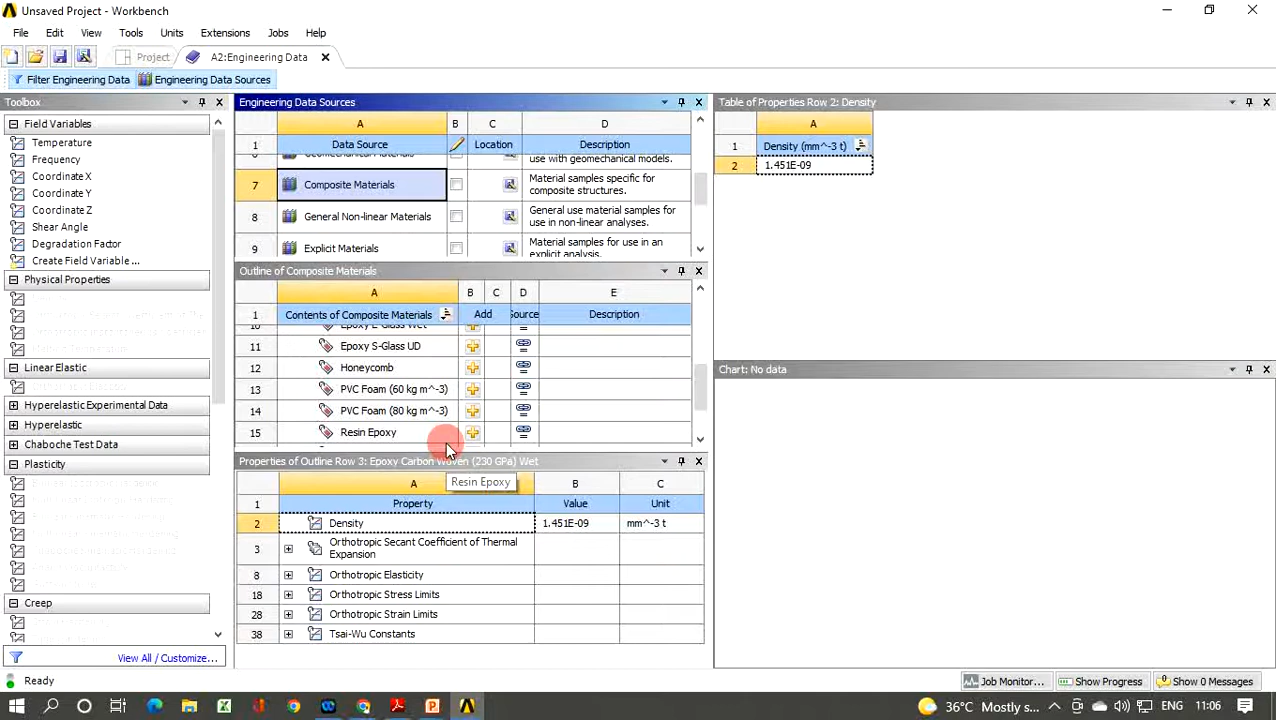 Unsaved Project - Workbench
File Edit View Tools Units Extensions Jobs Help
Project A2:Engineering Data
Filter Engineering Data Engineering Data Sources
Toolbox
Field Variables
Temperature
Frequency
Coordinate X
Coordinate Y
Coordinate Z
Shear Angle
Degradation Factor
Create Field Variable ...
Physical Properties
Linear Elastic
Hyperelastic Experimental Data
Hyperelastic
Chaboche Test Data
Plasticity
Creep
View All / Customize...
Engineering Data Sources
A B C D
1 Data Source Location Description
use with geomechanical models.
7 Composite Materials Material samples specific for composite structures.
8 General Non-linear Materials General use material samples for use in non-linear analyses.
9 Explicit Materials Material samples for use in an explicit analysis.
Outline of Composite Materials
A B C D E
1 Contents of Composite Materials Add Source Description
10 Epoxy E-Glass Wet
11 Epoxy S-Glass UD
12 Honeycomb
13 PVC Foam (60 kg m^-3)
14 PVC Foam (80 kg m^-3)
15 Resin Epoxy
Properties of Outline Row 3: Epoxy Carbon Woven (230 GPa) Wet
Resin Epoxy
A B C
1 Property Value Unit
2 Density 1.451E-09 mm^-3 t
3 Orthotropic Secant Coefficient of Thermal Expansion
8 Orthotropic Elasticity
18 Orthotropic Stress Limits
28 Orthotropic Strain Limits
38 Tsai-Wu Constants
Table of Properties Row 2: Density
A
1 Density (mm^-3 t)
2 1.451E-09
Chart: No data
Ready
Job Monitor... Show Progress Show 0 Messages
36°C Mostly s... ENG 11:06